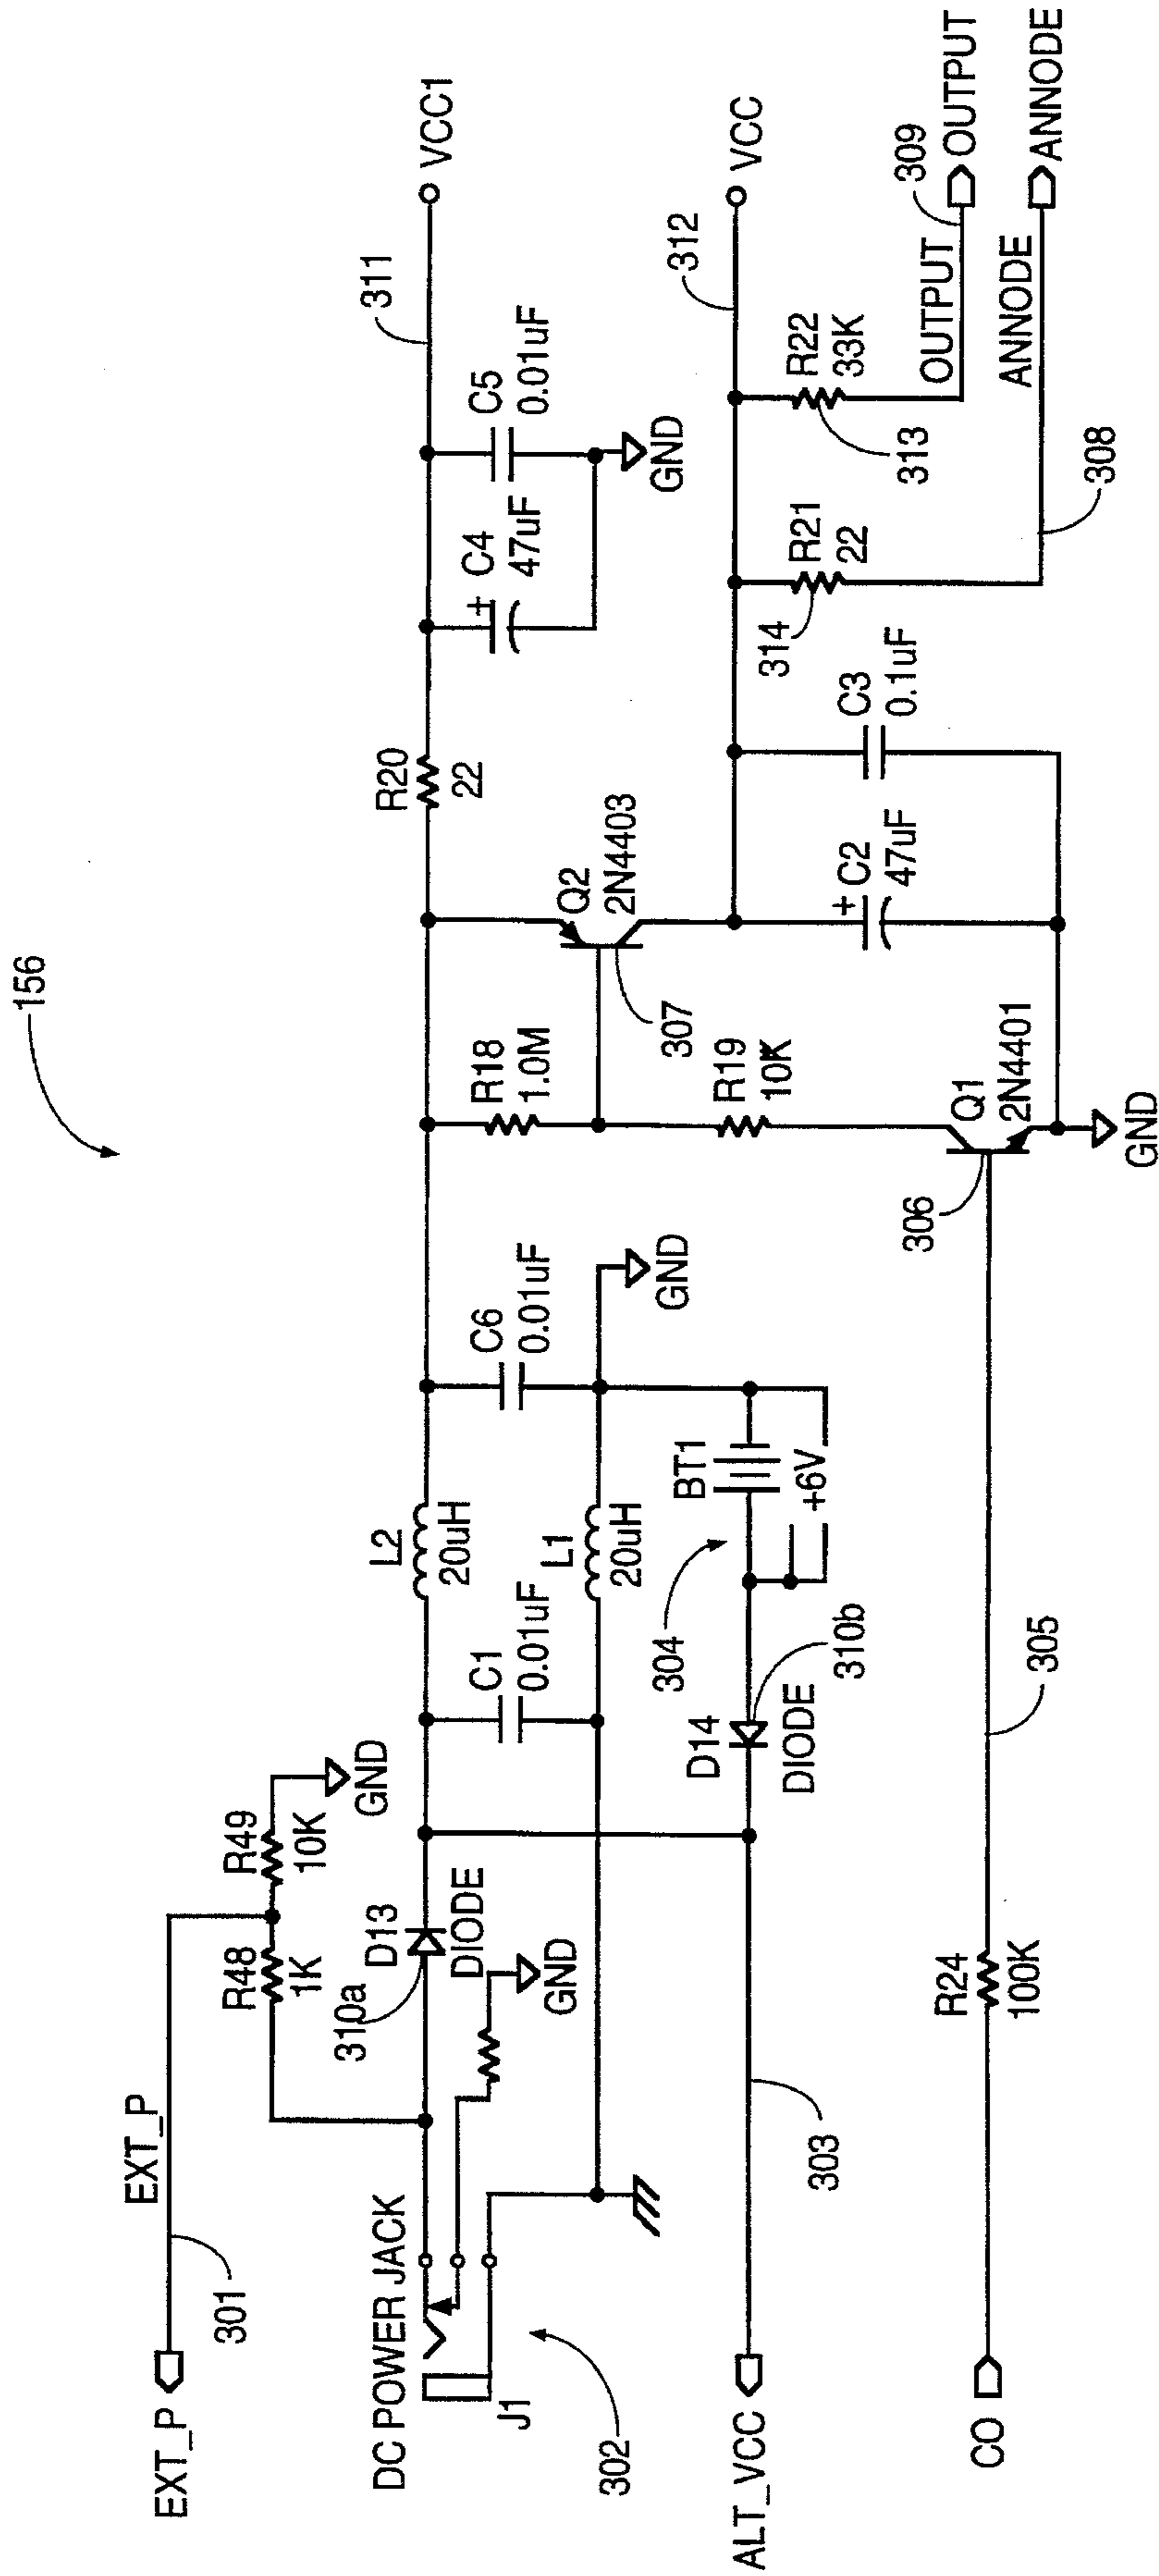 156
EXT_P
EXT_P
301
R48
1K
R49
10K
GND
DC POWER JACK
J1
302
310a
D13
DIODE
GND
C1
0.01uF
L2
20uH
L1
20uH
C6
0.01uF
GND
R18
1.0M
Q2
2N4403
307
R20
22
C4
47uF
+
C5
0.01uF
GND
311
VCC1
ALT_VCC
303
D14
DIODE
310b
304
BT1
+6V
R19
10K
C2
47uF
+
C3
0.1uF
314
R21
22
313
R22
33K
312
VCC
OUTPUT
309
OUTPUT
ANNODE
ANNODE
308
CO
R24
100K
305
306
Q1
2N4401
GND